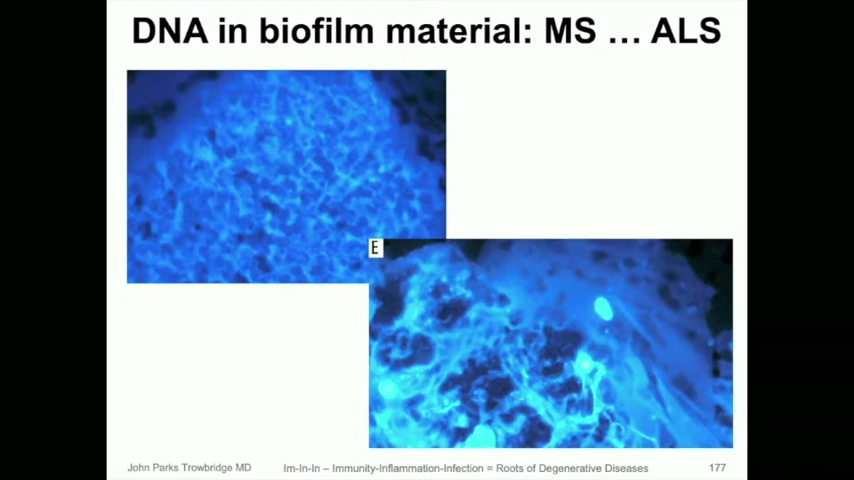 DNA in biofilm material: MS … ALS
E
John Parks Trowbridge MD
Im-In-In – Immunity-Inflammation-Infection = Roots of Degenerative Diseases
177